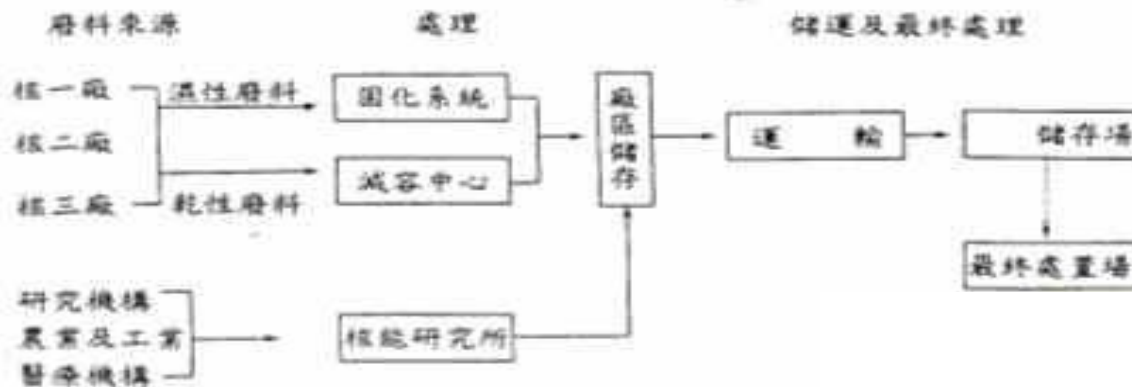 廢料來源
處理
儲運及最終處理
核一廠
濕性廢料
固化系統
核二廠
核三廠
乾性廢料
減容中心
廠區儲存
運輸
儲存場
最終處置場
研究機構
農業及工業
醫療機構
核能研究所